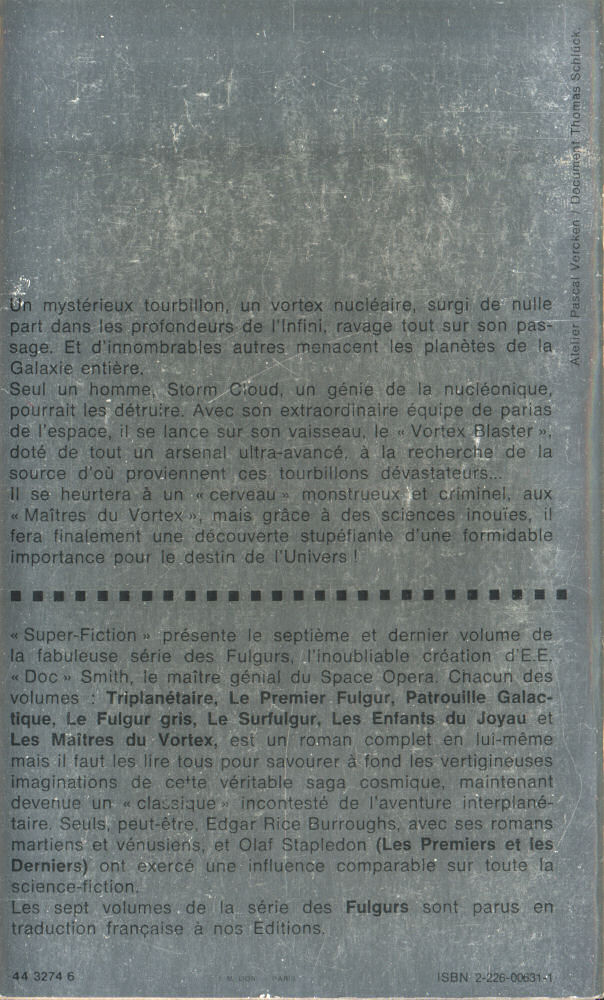 Atelier Pascal Vercken / Document Thomas Schlück.
Un mystérieux tourbillon, un vortex nucléaire, surgi de nulle
part dans les profondeurs de l'Infini, ravage tout sur son pas-
sage. Et d'innombrables autres menacent les planètes de la
Galaxie entière.
Seul un homme, Storm Cloud, un génie de la nucléonique,
pourrait les détruire. Avec son extraordinaire équipe de parias
de l'espace, il se lance sur son vaisseau, le « Vortex Blaster »,
doté de tout un arsenal ultra-avancé, à la recherche de la
source d'où proviennent ces tourbillons dévastateurs...
Il se heurtera à un « cerveau » monstrueux et criminel, aux
« Maîtres du Vortex », mais grâce à des sciences inouïes, il
fera finalement une découverte stupéfiante d'une formidable
importance pour le destin de l'Univers !
« Super-Fiction » présente le septième et dernier volume de
la fabuleuse série des Fulgurs, l'inoubliable création d'E.E.
« Doc » Smith, le maître génial du Space Opera. Chacun des
volumes : Triplanétaire, Le Premier Fulgur, Patrouille Galac-
tique, Le Fulgur gris, Le Surfulgur, Les Enfants du Joyau et
Les Maîtres du Vortex, est un roman complet en lui-même
mais il faut les lire tous pour savourer à fond les vertigineuses
imaginations de cette véritable saga cosmique, maintenant
devenue un « classique » incontesté de l'aventure interplané-
taire. Seuls, peut-être, Edgar Rice Burroughs, avec ses romans
martiens et vénusiens, et Olaf Stapledon (Les Premiers et les
Derniers) ont exercé une influence comparable sur toute la
science-fiction.
Les sept volumes de la série des Fulgurs sont parus en
traduction française à nos Editions.
44 3274 6
PARIS
ISBN 2-226-00631-1